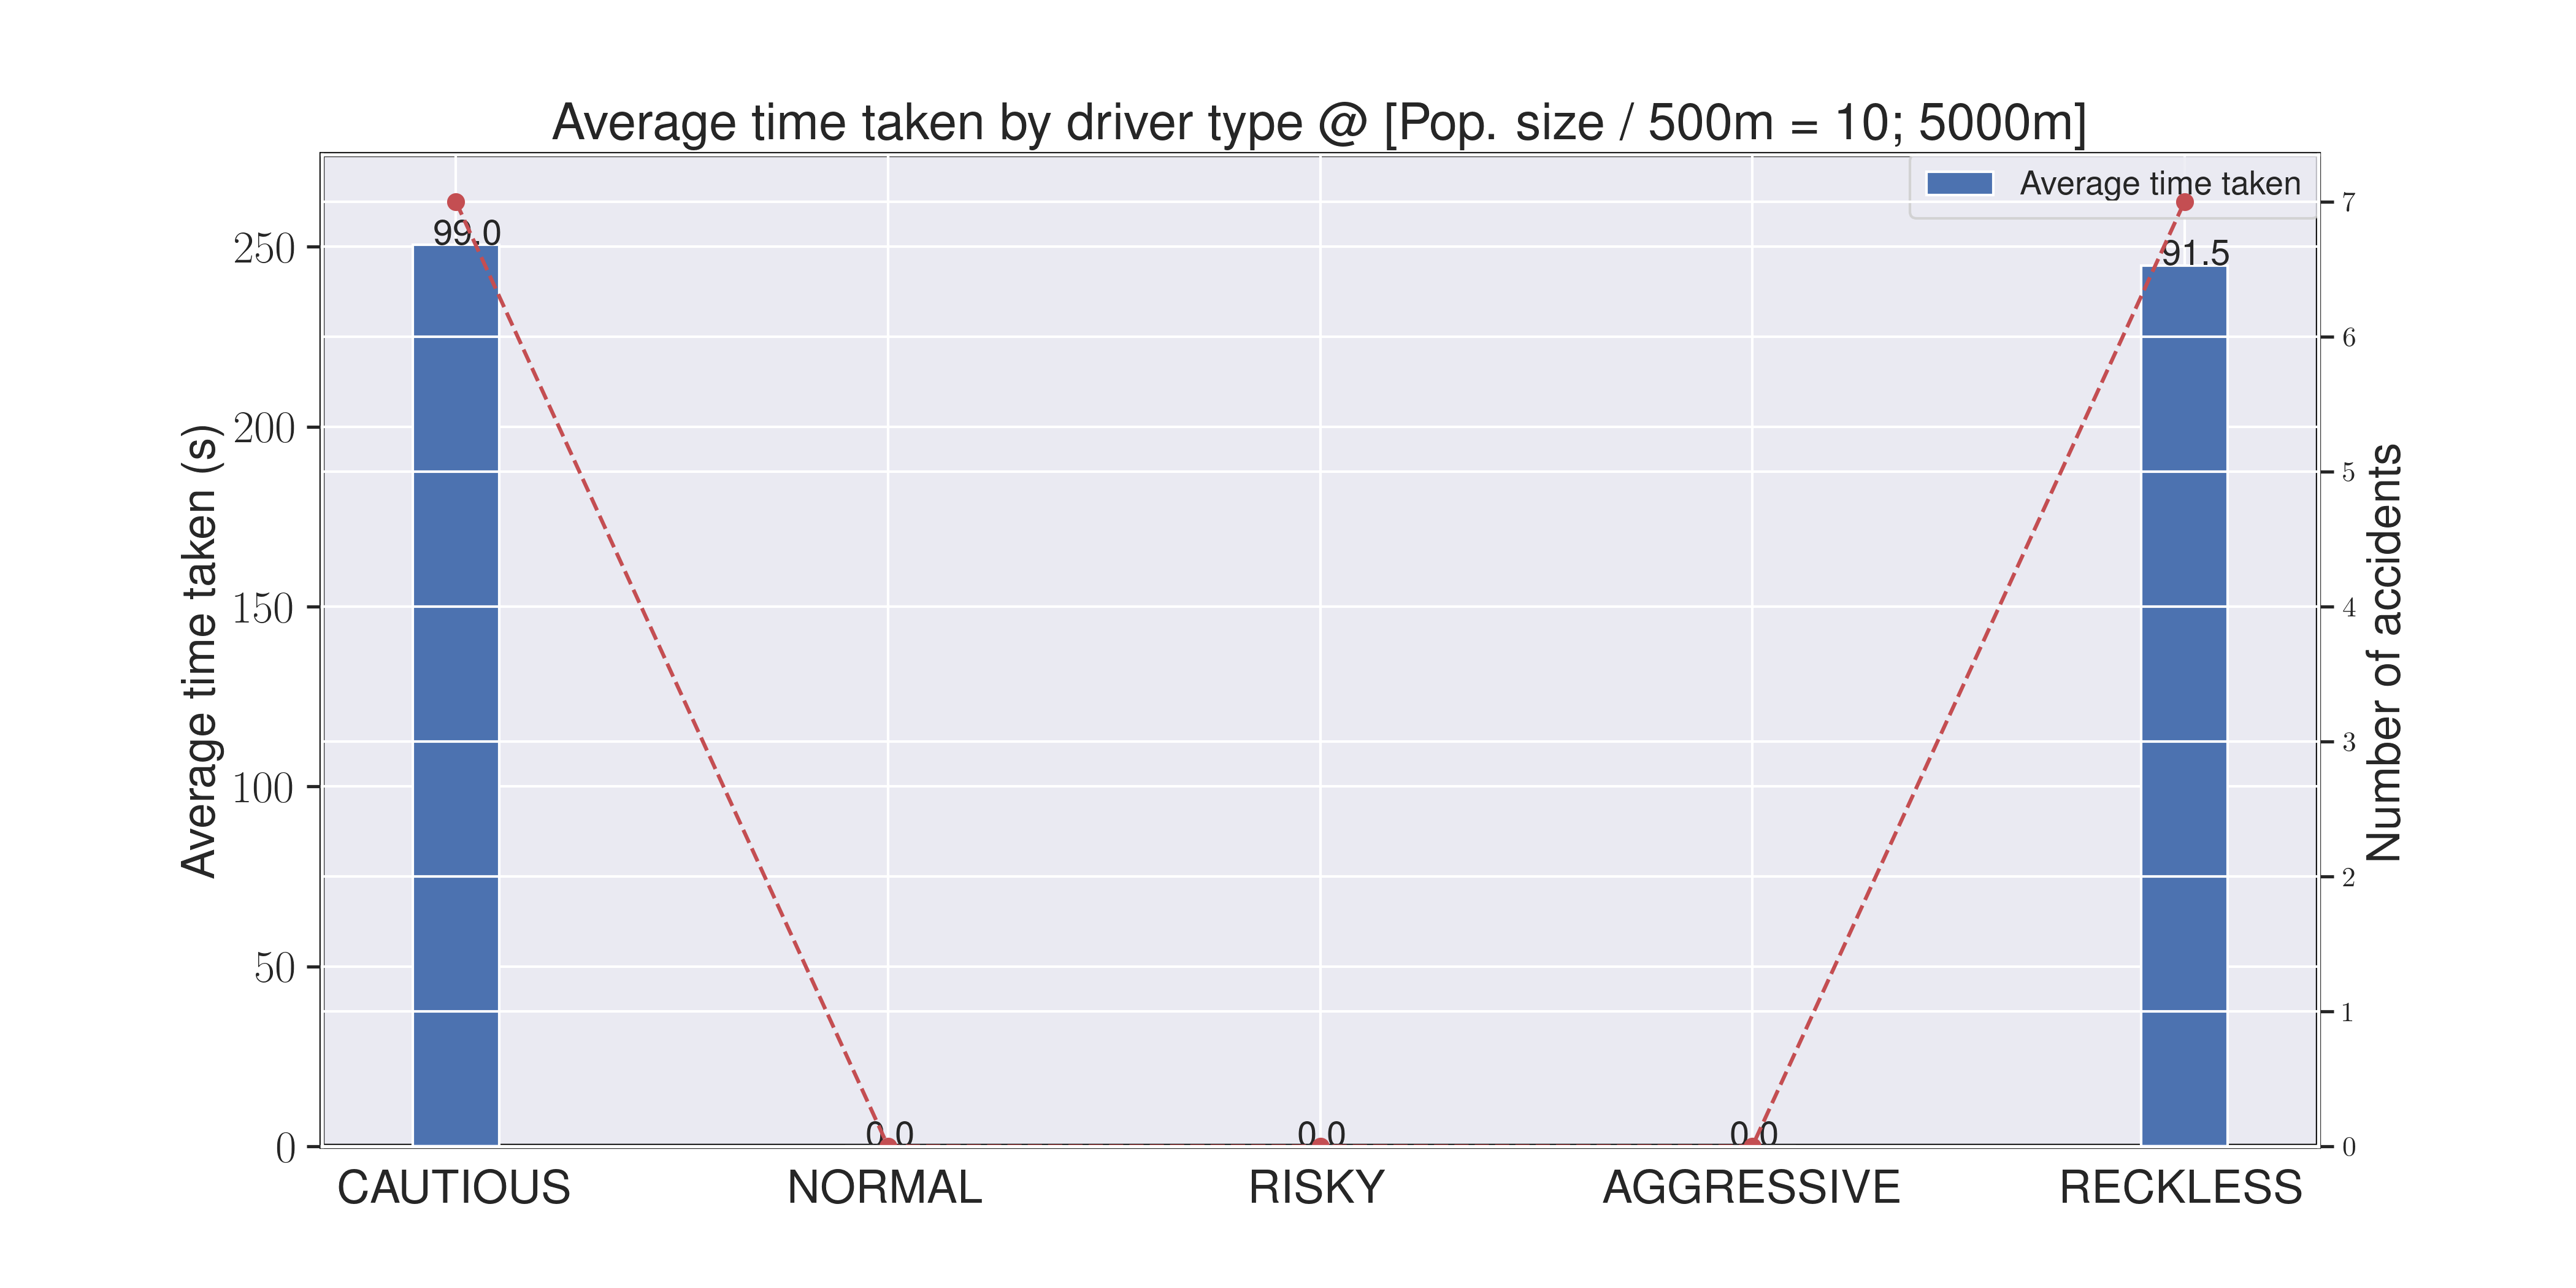 Average time taken by driver type @ [Pop. size / 500m = 10; 5000m]
Average time taken
99.0
91.5
0.0
0.0
0.0
250
200
150
100
50
0
7
6
5
4
3
2
1
0
Average time taken (s)
Number of accidents
CAUTIOUS
NORMAL
RISKY
AGGRESSIVE
RECKLESS